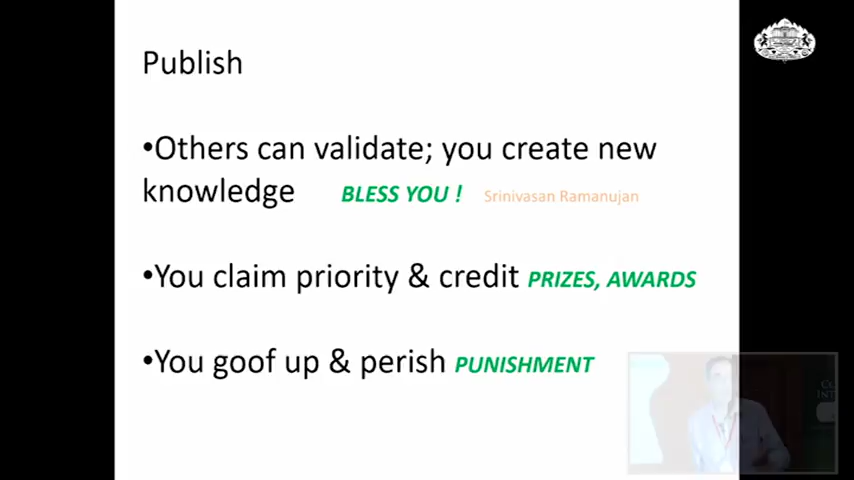 Publish
•Others can validate; you create new
knowledge BLESS YOU ! Srinivasan Ramanujan
•You claim priority & credit PRIZES, AWARDS
•You goof up & perish PUNISHMENT